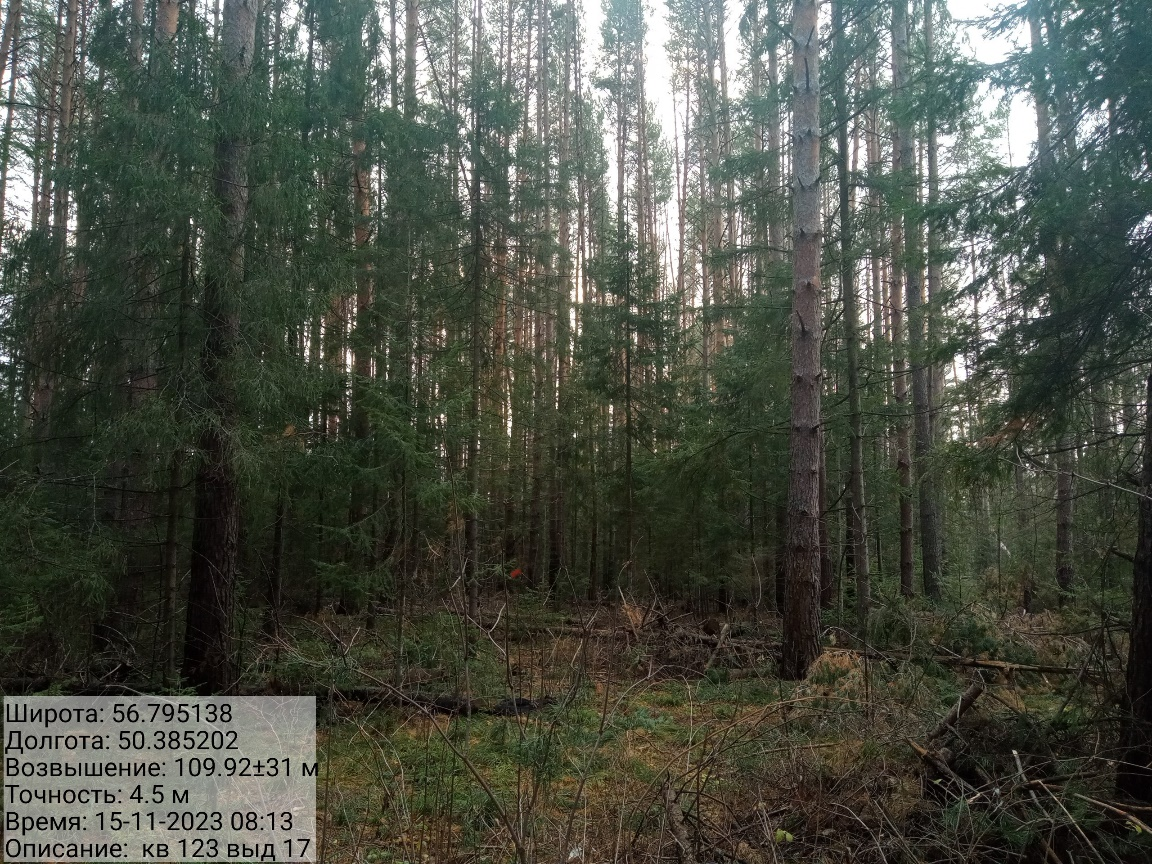 Широта: 56.795138
Долгота: 50.385202
Возвышение: 109.92±31 м
Точность: 4.5 м
Время: 15-11-2023 08:13
Описание: кв 123 выд 17